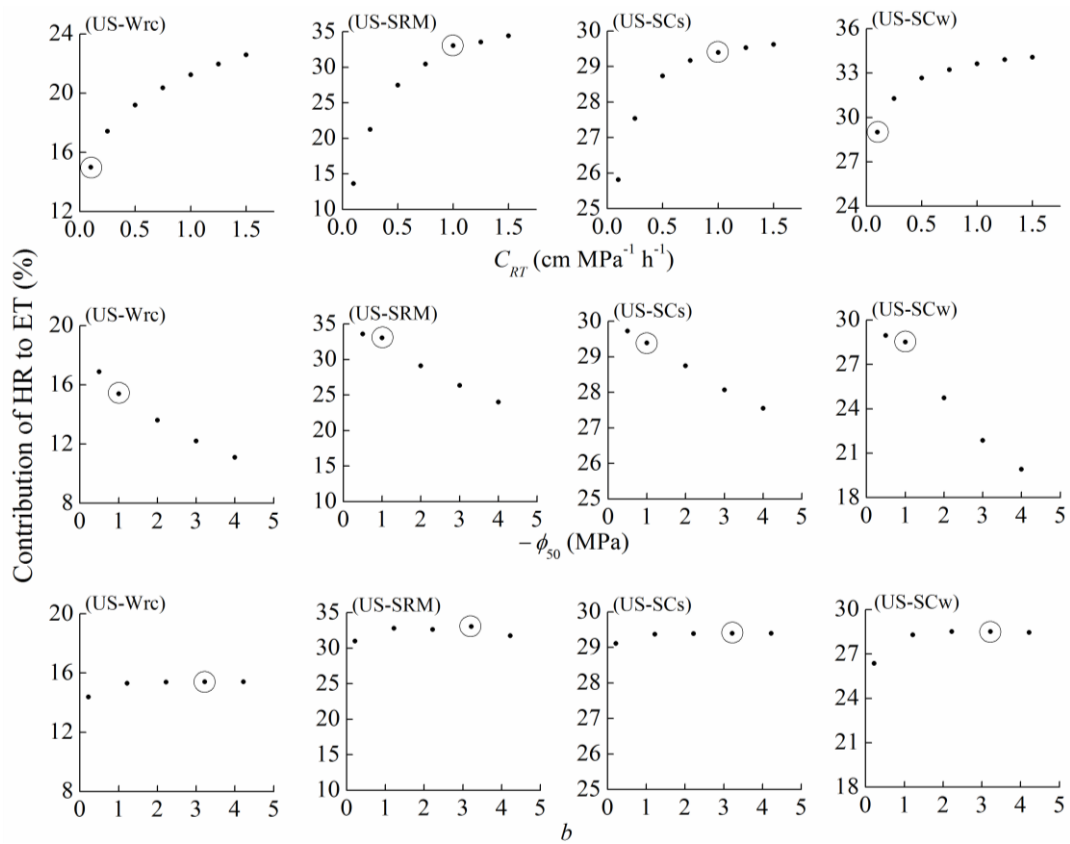 Contribution of HR to ET (%)
(US-Wrc) (US-SRM) (US-SCs) (US-SCw)
24 35 30 36
21 30 29 33
18 25 28 30
20 27
15 15 26 27
12 10 25 24
0.0 0.5 1.0 1.5 0.0 0.5 1.0 1.5 0.0 0.5 1.0 1.5 0.0 0.5 1.0 1.5
C_RT (cm MPa⁻¹ h⁻¹)
(US-Wrc) (US-SRM) (US-SCs) (US-SCw)
20 35 30 30
30 29 27
16 25 28 24
12 20 27 21
15 26
8 10 25 18
0 1 2 3 4 5 0 1 2 3 4 5 0 1 2 3 4 5 0 1 2 3 4 5
−ϕ₅₀ (MPa)
(US-Wrc) (US-SRM) (US-SCs) (US-SCw)
20 35 30 30
30 29 27
16 25 28 24
12 20 27 21
15 26
8 10 25 18
0 1 2 3 4 5 0 1 2 3 4 5 0 1 2 3 4 5 0 1 2 3 4 5
b